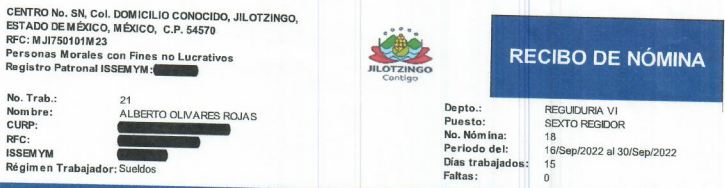 CENTRO No. SN, Col. DOMICILIO CONOCIDO, JILOTZINGO,
ESTADO DE MÉXICO, MÉXICO, C.P. 54570
RFC: MJI750101M23
Personas Morales con Fines no Lucrativos
Registro Patronal ISSEMYM:
JILOTZINGO
Contigo
RECIBO DE NÓMINA
No. Trab.: 21
Nombre: ALBERTO OLIVARES ROJAS
CURP:
RFC:
ISSEMYM
Régimen Trabajador: Sueldos
Depto.: REGUIDURIA VI
Puesto: SEXTO REGIDOR
No. Nómina: 18
Periodo del: 16/Sep/2022 al 30/Sep/2022
Días trabajados: 15
Faltas: 0